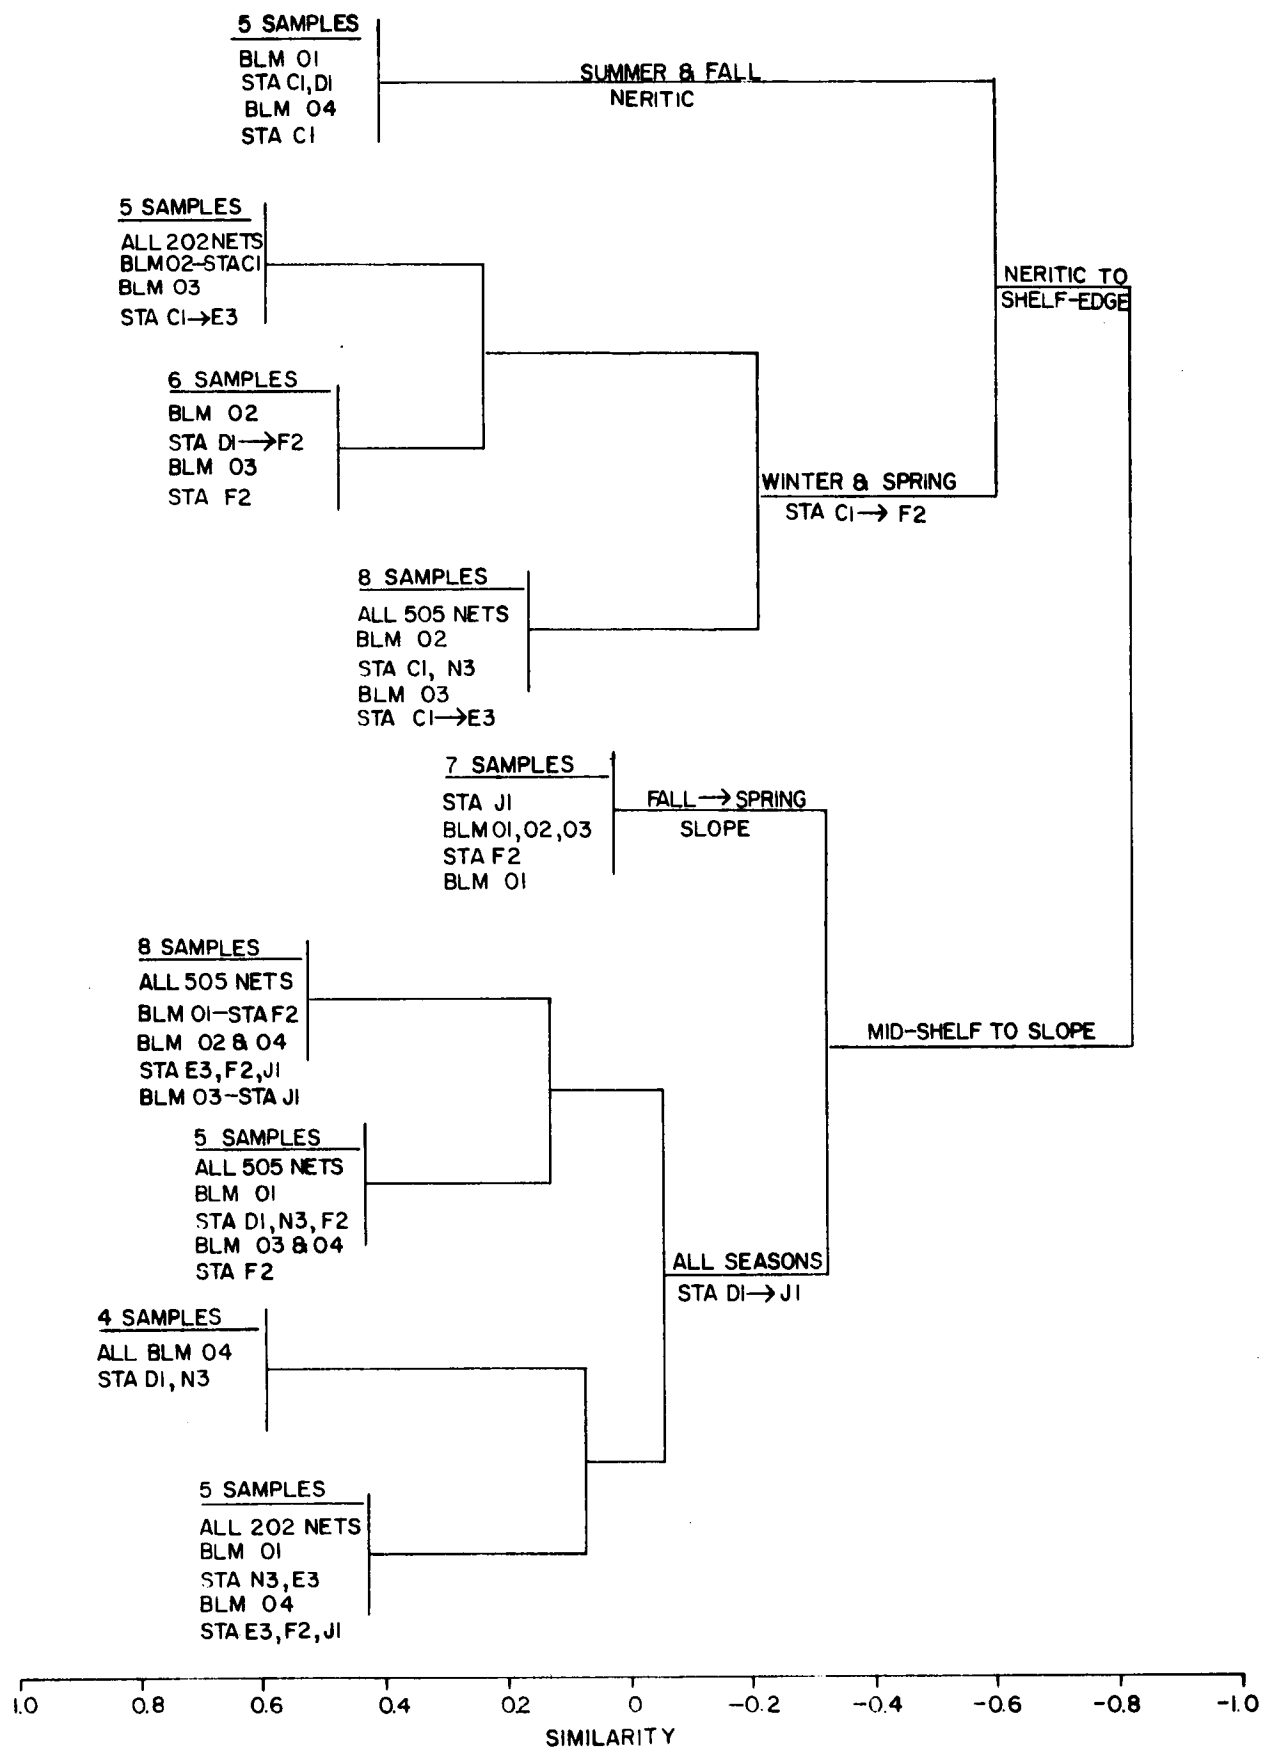 5 SAMPLES
BLM 01
STA C1, D1
BLM 04
STA C1
SUMMER & FALL
NERITIC
5 SAMPLES
ALL 202 NETS
BLM 02-STA C1
BLM 03
STA C1→E3
NERITIC TO
SHELF-EDGE
6 SAMPLES
BLM 02
STA D1→F2
BLM 03
STA F2
WINTER & SPRING
STA C1→ F2
8 SAMPLES
ALL 505 NETS
BLM 02
STA C1, N3
BLM 03
STA C1→E3
7 SAMPLES
STA J1
BLM 01, 02, 03
STA F2
BLM 01
FALL→SPRING
SLOPE
8 SAMPLES
ALL 505 NETS
BLM 01-STA F2
BLM 02 & 04
STA E3, F2, J1
BLM 03-STA J1
MID-SHELF TO SLOPE
5 SAMPLES
ALL 505 NETS
BLM 01
STA D1, N3, F2
BLM 03 & 04
STA F2
ALL SEASONS
STA D1→J1
4 SAMPLES
ALL BLM 04
STA D1, N3
5 SAMPLES
ALL 202 NETS
BLM 01
STA N3, E3
BLM 04
STA E3, F2, J1
1.0 0.8 0.6 0.4 0.2 0 -0.2 -0.4 -0.6 -0.8 -1.0
SIMILARITY